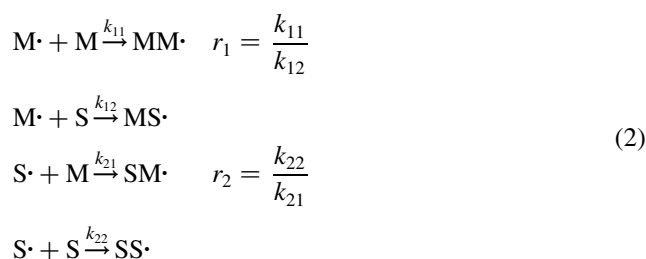 M· + M →k₁₁ MM·   r₁ = k₁₁/k₁₂
M· + S →k₁₂ MS·
(2)
S· + M →k₂₁ SM·   r₂ = k₂₂/k₂₁
S· + S →k₂₂ SS·